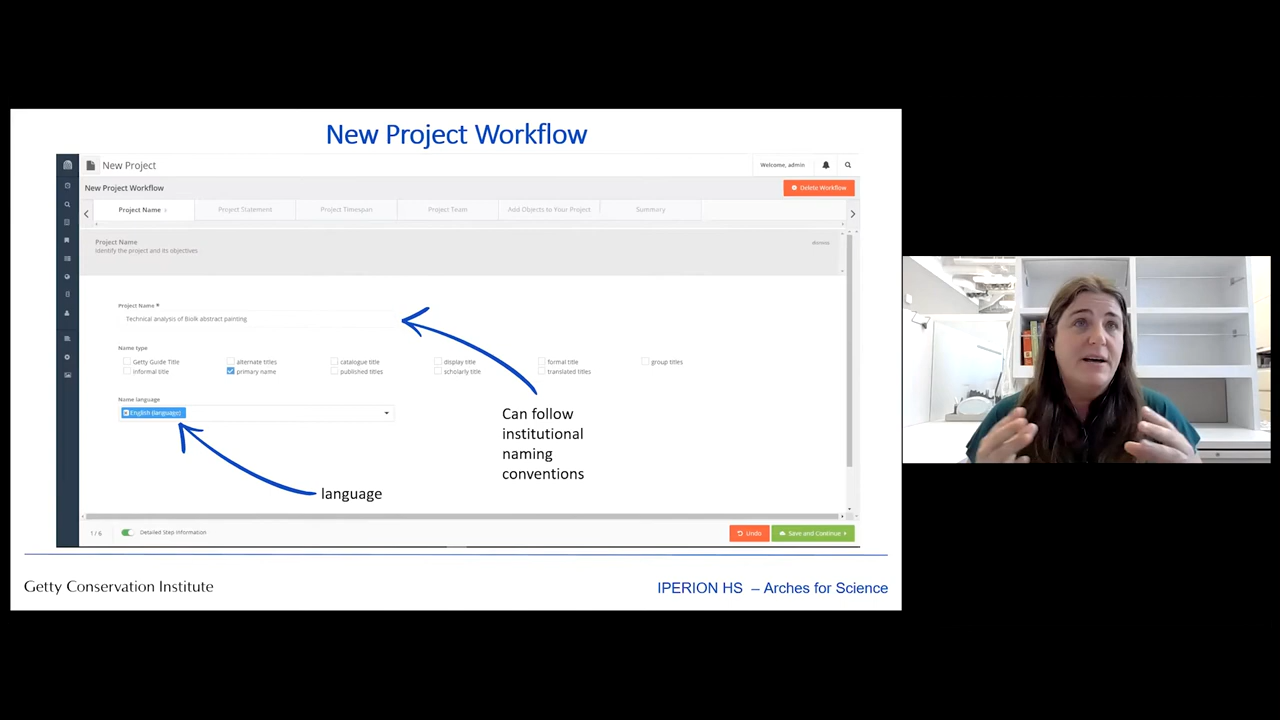 New Project Workflow
New Project
Welcome, admin
New Project Workflow
Delete Workflow
Project Name
Project Statement
Project Timespan
Project Team
Add Objects to Your Project
Summary
Project Name
dismiss
Identify the project and its objectives
Project Name *
Technical analysis of Biolk abstract painting
Name type
Getty Guide Title
alternate titles
catalogue title
display title
formal title
group titles
informal title
primary name
published titles
scholarly title
translated titles
Name language
English (language)
Can follow
institutional
naming
conventions
language
1 / 6
Detailed Step Information
Undo
Save and Continue
Getty Conservation Institute
IPERION HS – Arches for Science